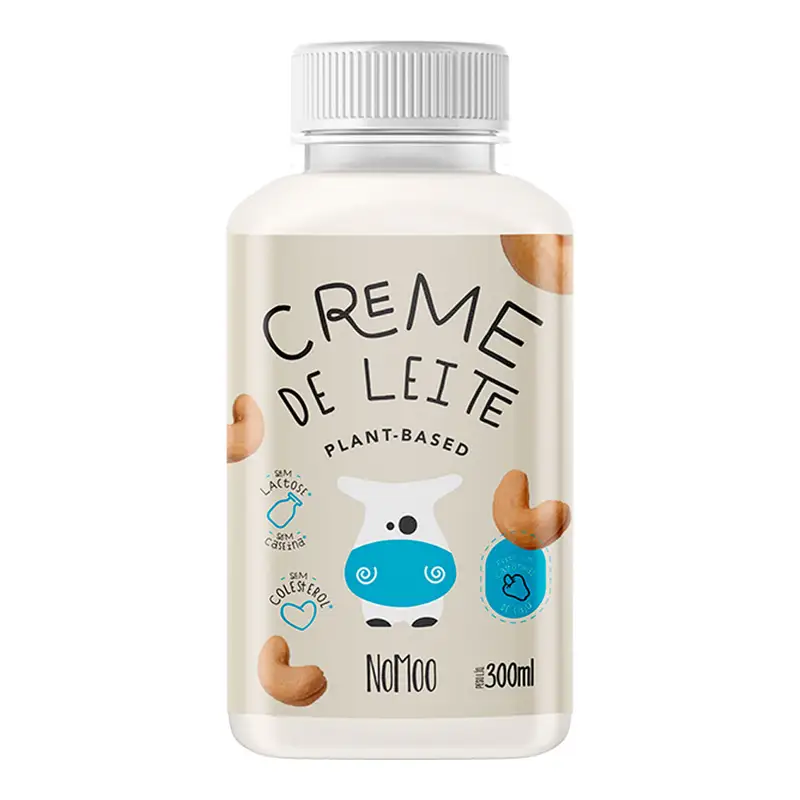 CREME
DE LEITE
PLANT-BASED
SEM
LACTOSE*
SEM
CASEÍNA*
SEM
COLESTEROL*
NoMoo
300ml